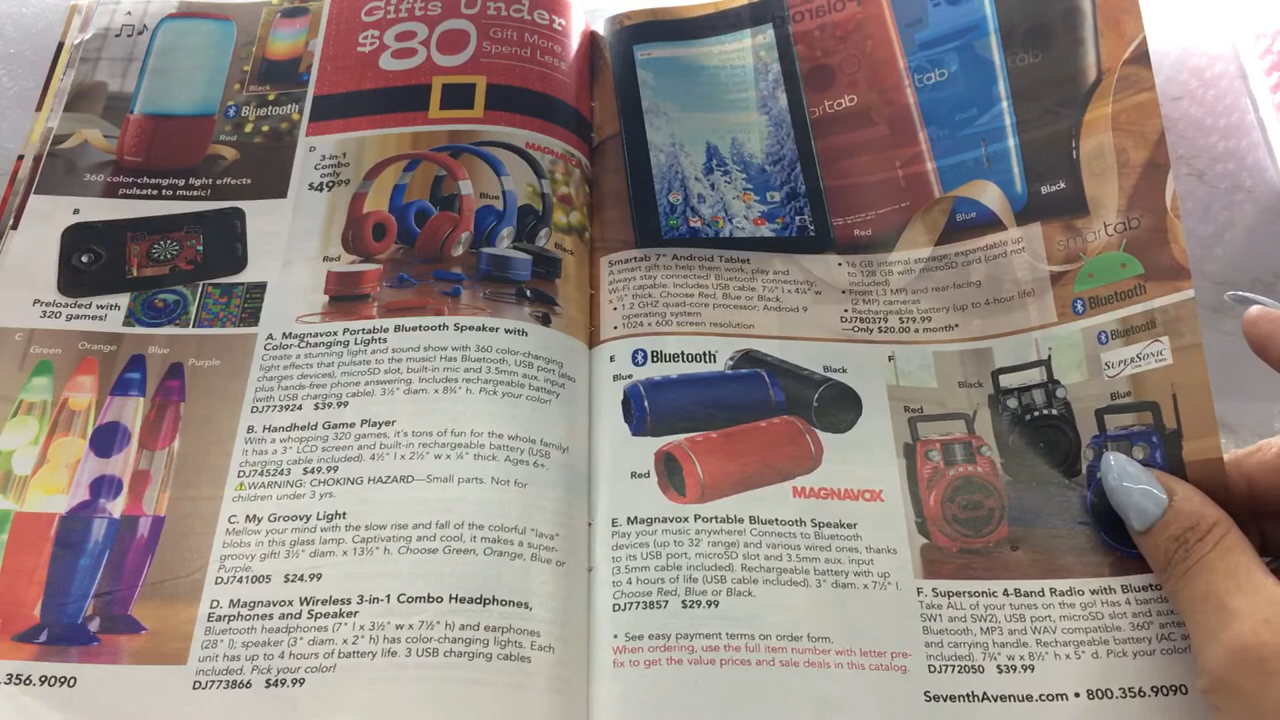 Gifts Under
$80
Gift More,
Spend Less.
Black
Bluetooth
Red
360 color-changing light effects
pulsate to music!
B
Preloaded with
320 games!
C
Green
Orange
Blue
Purple
D
3-in-1
Combo
only
$49.99
MAGNAVOX
Blue
Black
Red
A. Magnavox Portable Bluetooth Speaker with
Color-Changing Lights
Create a stunning light and sound show with 360 color-changing
light effects that pulsate to the music! Has Bluetooth, USB port (also
charges devices), microSD slot, built-in mic and 3.5mm aux. input
plus hands-free phone answering. Includes rechargeable battery
(with USB cable). 3½" diam. x 8¼" h. Pick your color!
DJ773924 $39.99
B. Handheld Game Player
With a whopping 320 games, it's tons of fun for the whole family!
It has a 3" LCD screen and built-in rechargeable battery (USB
charging cable included). 4½" l x 2½" w x ¼" thick. Ages 6+.
DJ745243 $49.99
WARNING: CHOKING HAZARD—Small parts. Not for
children under 3 yrs.
C. My Groovy Light
Mellow your mind with the slow rise and fall of the colorful "lava"
blobs in this glass lamp. Captivating and cool, it makes a super-
groovy gift! 3½" diam. x 13½" h. Choose Green, Orange, Blue or
Purple.
DJ741005 $24.99
D. Magnavox Wireless 3-in-1 Combo Headphones,
Earphones and Speaker
Bluetooth headphones (7" l x 3½" w x 7½" h) and earphones
(28" l); speaker (3" diam. x 2" h) has color-changing lights. Each
unit has up to 4 hours of battery life. 3 USB charging cables
included. Pick your color!
DJ773866 $49.99
.356.9090
Polaroid
artab
tab
tab
Red
Blue
Black
smartab
Bluetooth
Smartab 7" Android Tablet
A smart gift to help them work, play and
always stay connected! Bluetooth connectivity;
Wi-Fi capable. Includes USB cable. 7½" l x 4¼" w
x ½" thick. Choose Red, Blue or Black.
• 1.2 GHz quad-core processor; Android 9
operating system
• 1024 x 600 screen resolution
• 16 GB internal storage; expandable up
to 128 GB with microSD card (card not
included)
• Front (.3 MP) and rear-facing
(2 MP) cameras
• Rechargeable battery (up to 4-hour life)
DJ780379 $79.99
—Only $20.00 a month*
E
Bluetooth
Blue
Black
Red
MAGNAVOX
E. Magnavox Portable Bluetooth Speaker
Play your music anywhere! Connects to Bluetooth
devices (up to 32' range) and various wired ones, thanks
to its USB port, microSD slot and 3.5mm aux. input
(3.5mm cable included). Rechargeable battery with up
to 4 hours of life (USB cable included). 3" diam. x 7½" l.
Choose Red, Blue or Black.
DJ773857 $29.99
* See easy payment terms on order form.
When ordering, use the full item number with letter pre-
fix to get the value prices and sale deals in this catalog.
F
Bluetooth
SUPERSONIC
Black
Red
Blue
F. Supersonic 4-Band Radio with Blueto
Take ALL of your tunes on the go! Has 4 bands
SW1 and SW2), USB port, microSD slot and aux.
Bluetooth, MP3 and WAV compatible. 360° ante
and carrying handle. Rechargeable battery (AC a
included). 7¾" w x 8½" h x 5" d. Pick your color!
DJ772050 $39.99
SeventhAvenue.com • 800.356.9090